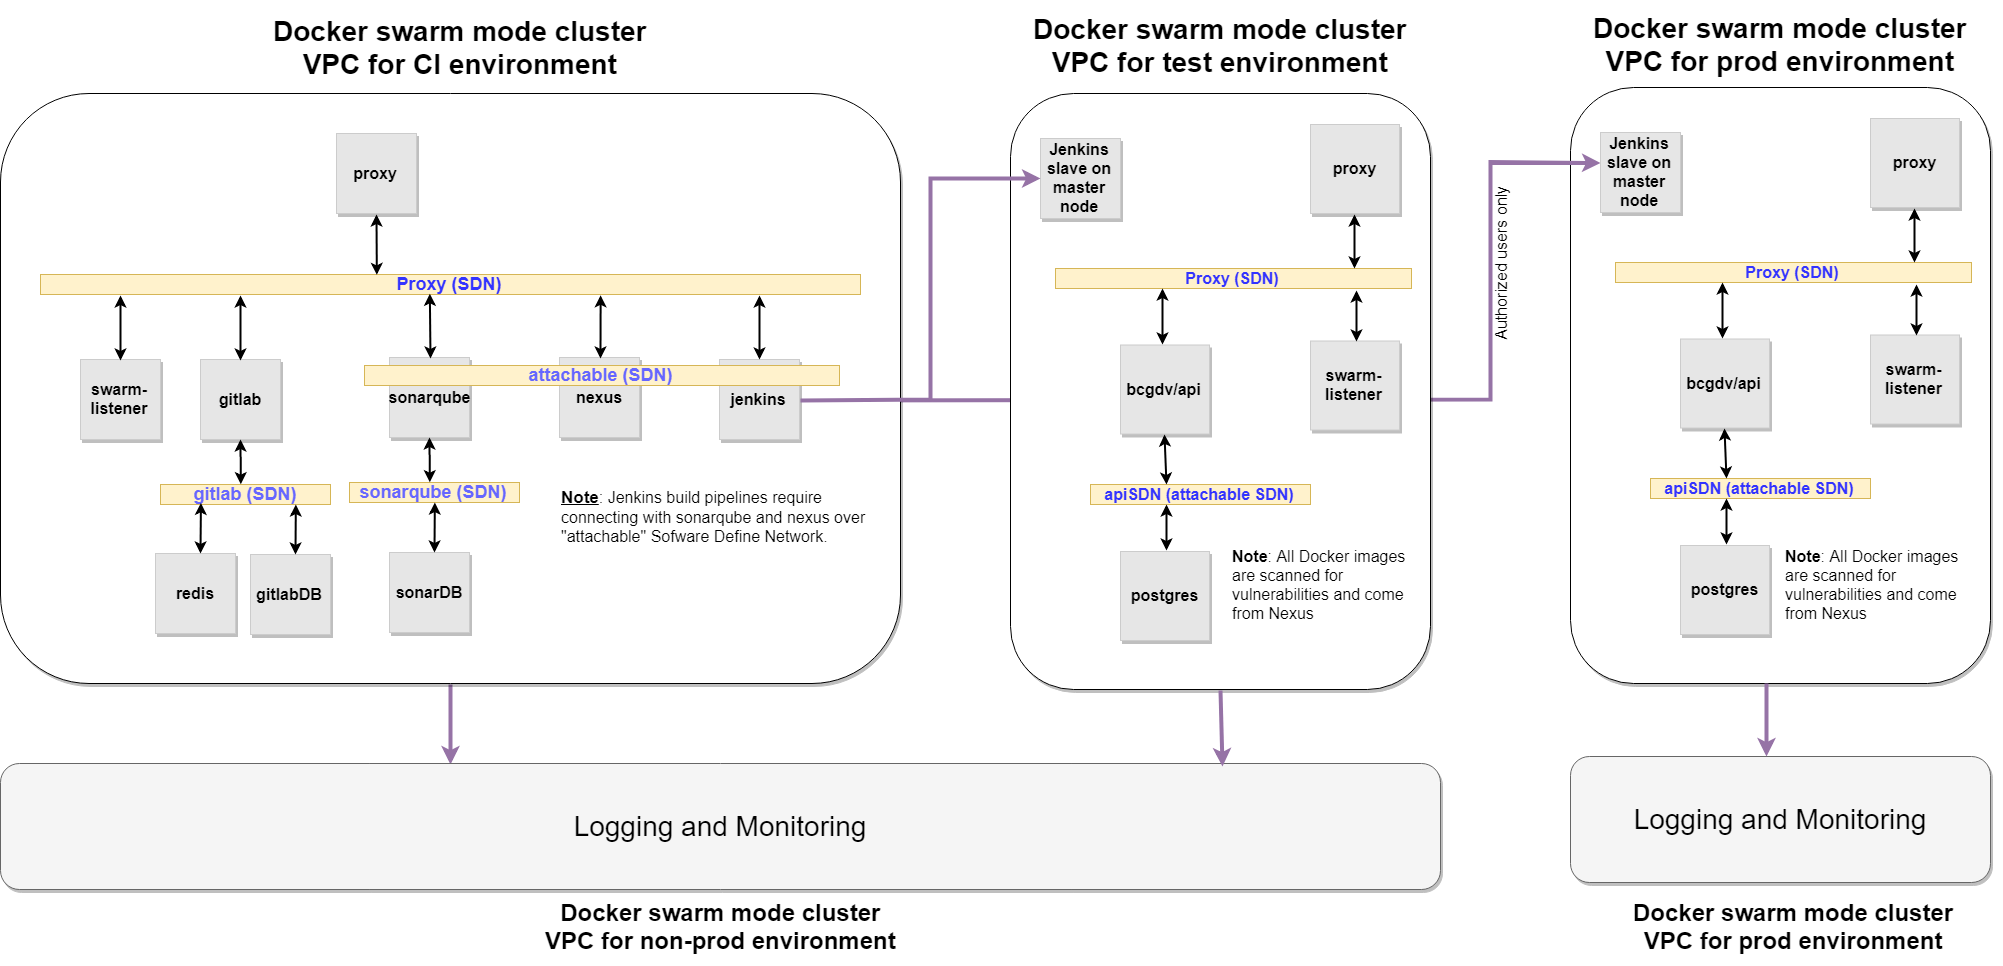 Docker swarm mode cluster
VPC for CI environment
proxy
Proxy (SDN)
swarm-
listener
gitlab
attachable (SDN)
sonarqube
nexus
jenkins
gitlab (SDN)
sonarqube (SDN)
redis
gitlabDB
sonarDB
Note: Jenkins build pipelines require
connecting with sonarqube and nexus over
"attachable" Sofware Define Network.
Docker swarm mode cluster
VPC for test environment
Jenkins
slave on
master
node
proxy
Proxy (SDN)
bcgdv/api
swarm-
listener
apiSDN (attachable SDN)
postgres
Note: All Docker images
are scanned for
vulnerabilities and come
from Nexus
Authorized users only
Docker swarm mode cluster
VPC for prod environment
Jenkins
slave on
master
node
proxy
Proxy (SDN)
bcgdv/api
swarm-
listener
apiSDN (attachable SDN)
postgres
Note: All Docker images
are scanned for
vulnerabilities and come
from Nexus
Logging and Monitoring
Docker swarm mode cluster
VPC for non-prod environment
Logging and Monitoring
Docker swarm mode cluster
VPC for prod environment